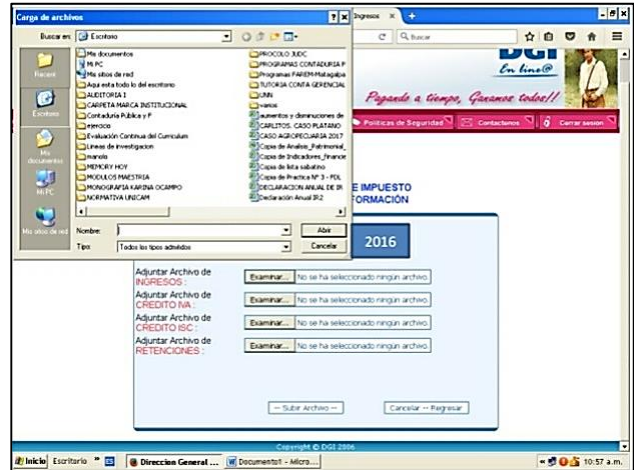 Carga de archivos
Buscar en: Escritorio
Recent
Escritorio
Mis documentos
Mi PC
Mis sitios de red
Mis documentos
Mi PC
Mis sitios de red
Aqui esta todo lo del escritorio
AUDITORIA I
CARPETA MARCA INSTITUCIONAL
Contaduría Pública y F
ejercicio
Evaluación Continua del Curriculum
Lineas de investigacion
manolo
MEMORY HOY
MODULOS MAESTRIA
MONOGRAFIA KARINA OCAMPO
NORMATIVA UNICAM
PROCOLO JUDC
PROGRAMAS CONTADURIA P
Programas FAREM-Matagalpa
TUTORIA CONTA GERENCIAL
UNN
varios
aumentos y disminuciones de
CARLITOS. CASO PLATANO
CASO AGROPECUARIA 2017
Copia de Analisis_Patrimonial_
Copia de Indicadores_financie
Copia de lista sabatino
Copia de Practica Nº 3 - PDL
DECLARACION ANUAL DE IR
Declaración Anual IR2
Nombre:
Abrir
Tipo: Todos los tipos admitidos
Cancelar
Ingresos
Buscar
DGI
En line@
Pagando a tiempo, Ganamos todos!!
Politicas de Seguridad
Contactenos
Cerrar sesión
E IMPUESTO
FORMACIÓN
2016
Adjuntar Archivo de
INGRESOS :
Examinar... No se ha seleccionado ningún archivo.
Adjuntar Archivo de
CREDITO IVA :
Examinar... No se ha seleccionado ningún archivo.
Adjuntar Archivo de
CREDITO ISC :
Examinar... No se ha seleccionado ningún archivo.
Adjuntar Archivo de
RETENCIONES :
Examinar... No se ha seleccionado ningún archivo.
-- Subir Archivo --
Cancelar -- Regresar
Copyright © DGI 2006
Inicio
Escritorio
Direccion General ...
Documento1 - Micro...
10:57 a.m.